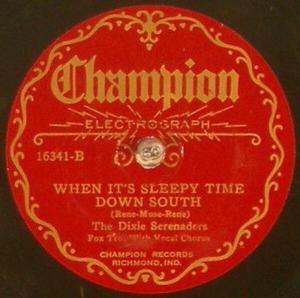 Champion
ELECTROGRAPH
16341-B
WHEN IT'S SLEEPY TIME
DOWN SOUTH
(Rene-Muse-Rene)
The Dixie Serenaders
Fox Trot With Vocal Chorus
CHAMPION RECORDS
RICHMOND, IND.